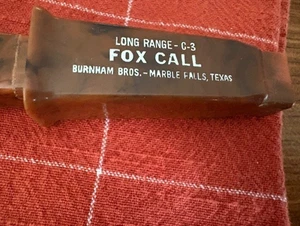 LONG RANGE - C-3
FOX CALL
BURNHAM BROS. - MARBLE FALLS, TEXAS